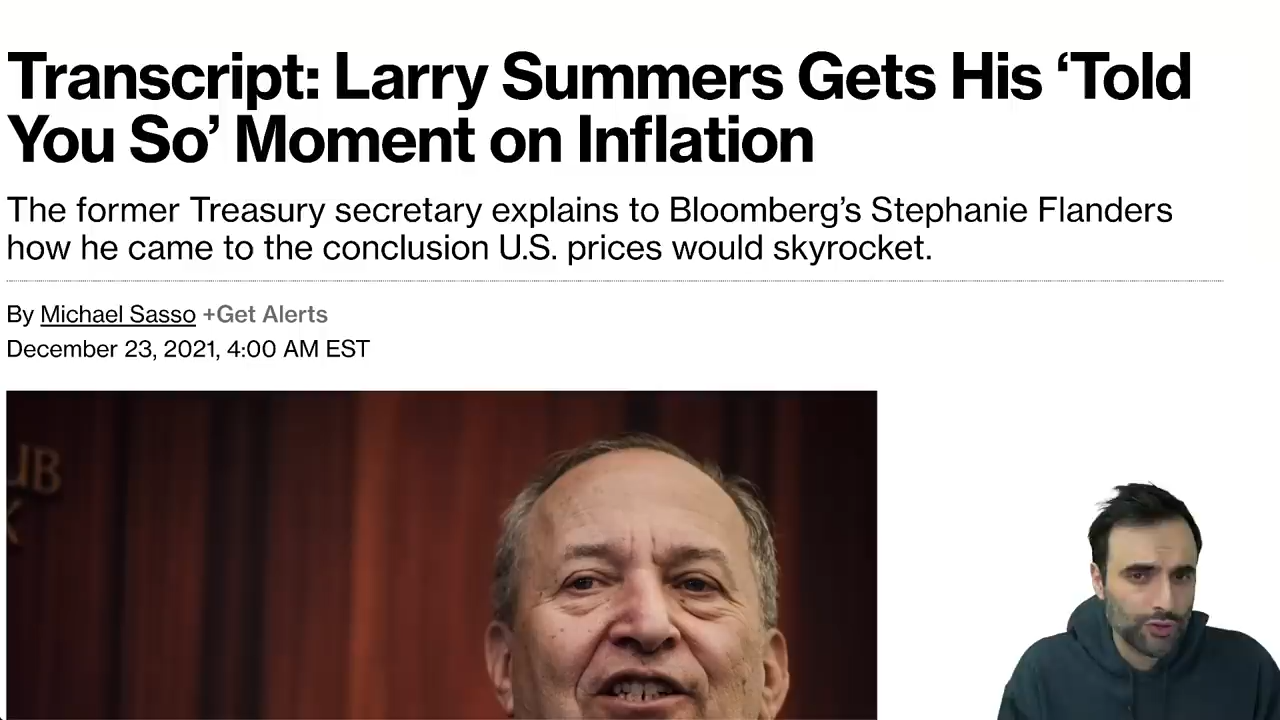 Transcript: Larry Summers Gets His ‘Told
You So’ Moment on Inflation
The former Treasury secretary explains to Bloomberg’s Stephanie Flanders
how he came to the conclusion U.S. prices would skyrocket.
By Michael Sasso +Get Alerts
December 23, 2021, 4:00 AM EST
UB
K